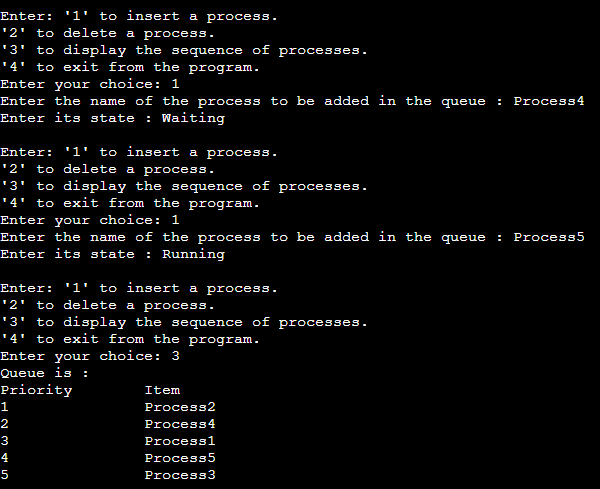 Enter: '1' to insert a process.
'2' to delete a process.
'3' to display the sequence of processes.
'4' to exit from the program.
Enter your choice: 1
Enter the name of the process to be added in the queue : Process4
Enter its state : Waiting
Enter: '1' to insert a process.
'2' to delete a process.
'3' to display the sequence of processes.
'4' to exit from the program.
Enter your choice: 1
Enter the name of the process to be added in the queue : Process5
Enter its state : Running
Enter: '1' to insert a process.
'2' to delete a process.
'3' to display the sequence of processes.
'4' to exit from the program.
Enter your choice: 3
Queue is :
Priority Item
1 Process2
2 Process4
3 Process1
4 Process5
5 Process3